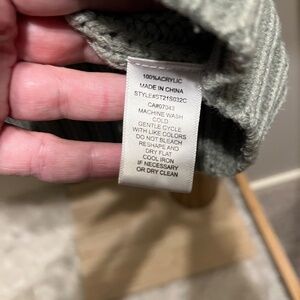 100%ACRYLIC
MADE IN CHINA
STYLE#ST21S032C
CA#07043
MACHINE WASH
COLD
GENTLE CYCLE
WITH LIKE COLORS
DO NOT BLEACH
RESHAPE AND
DRY FLAT
COOL IRON
IF NECESSARY
OR DRY CLEAN